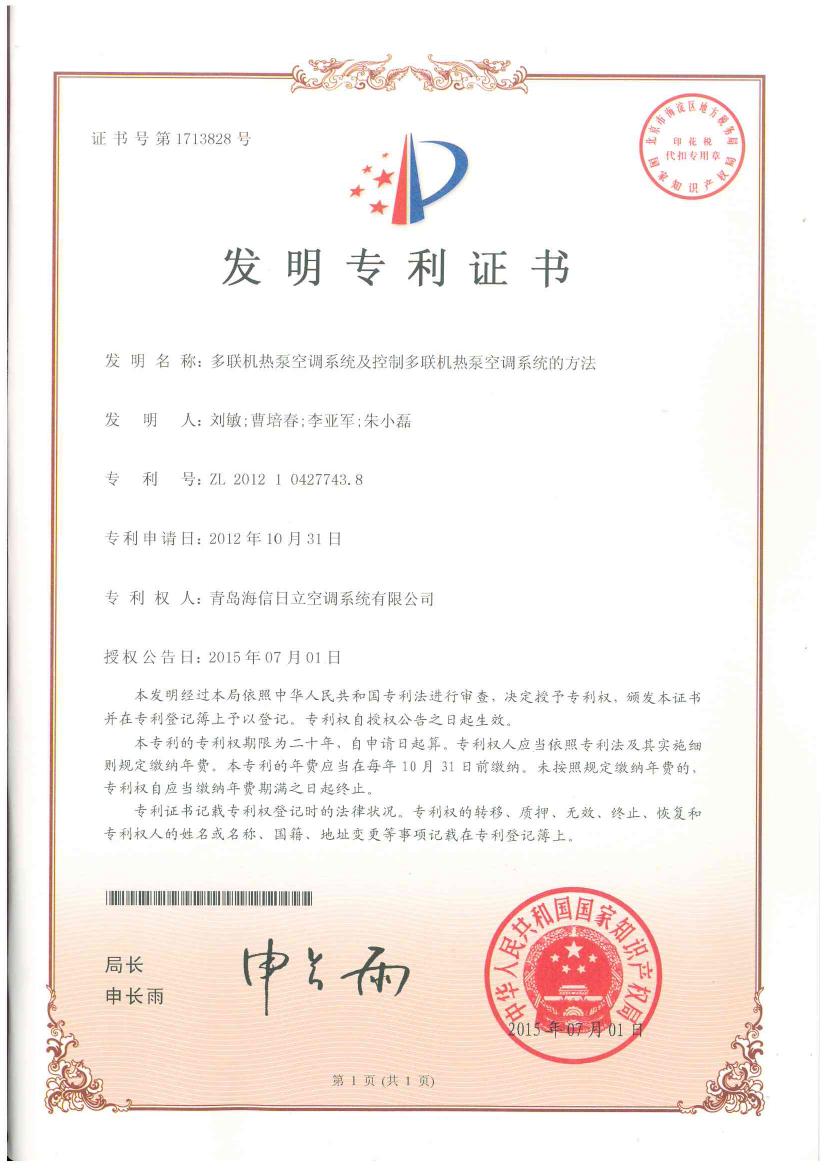 证书号第1713828号
北京市海淀区地方税务局
印花税
代扣专用章
国家知识产权局
发明专利证书
发明名称：多联机热泵空调系统及控制多联机热泵空调系统的方法
发明人：刘敏;曹培春;李亚军;朱小磊
专利号：ZL 2012 1 0427743.8
专利申请日：2012年10月31日
专利权人：青岛海信日立空调系统有限公司
授权公告日：2015年07月01日
本发明经过本局依照中华人民共和国专利法进行审查，决定授予专利权，颁发本证书
并在专利登记簿上予以登记。专利权自授权公告之日起生效。
本专利的专利权期限为二十年，自申请日起算。专利权人应当依照专利法及其实施细
则规定缴纳年费。本专利的年费应当在每年10月31日前缴纳。未按照规定缴纳年费的，
专利权自应当缴纳年费期满之日起终止。
专利证书记载专利权登记时的法律状况。专利权的转移、质押、无效、终止、恢复和
专利权人的姓名或名称、国籍、地址变更等事项记载在专利登记簿上。
局长
申长雨
申长雨
中华人民共和国国家知识产权局
2015年07月01日
第1页(共1页)